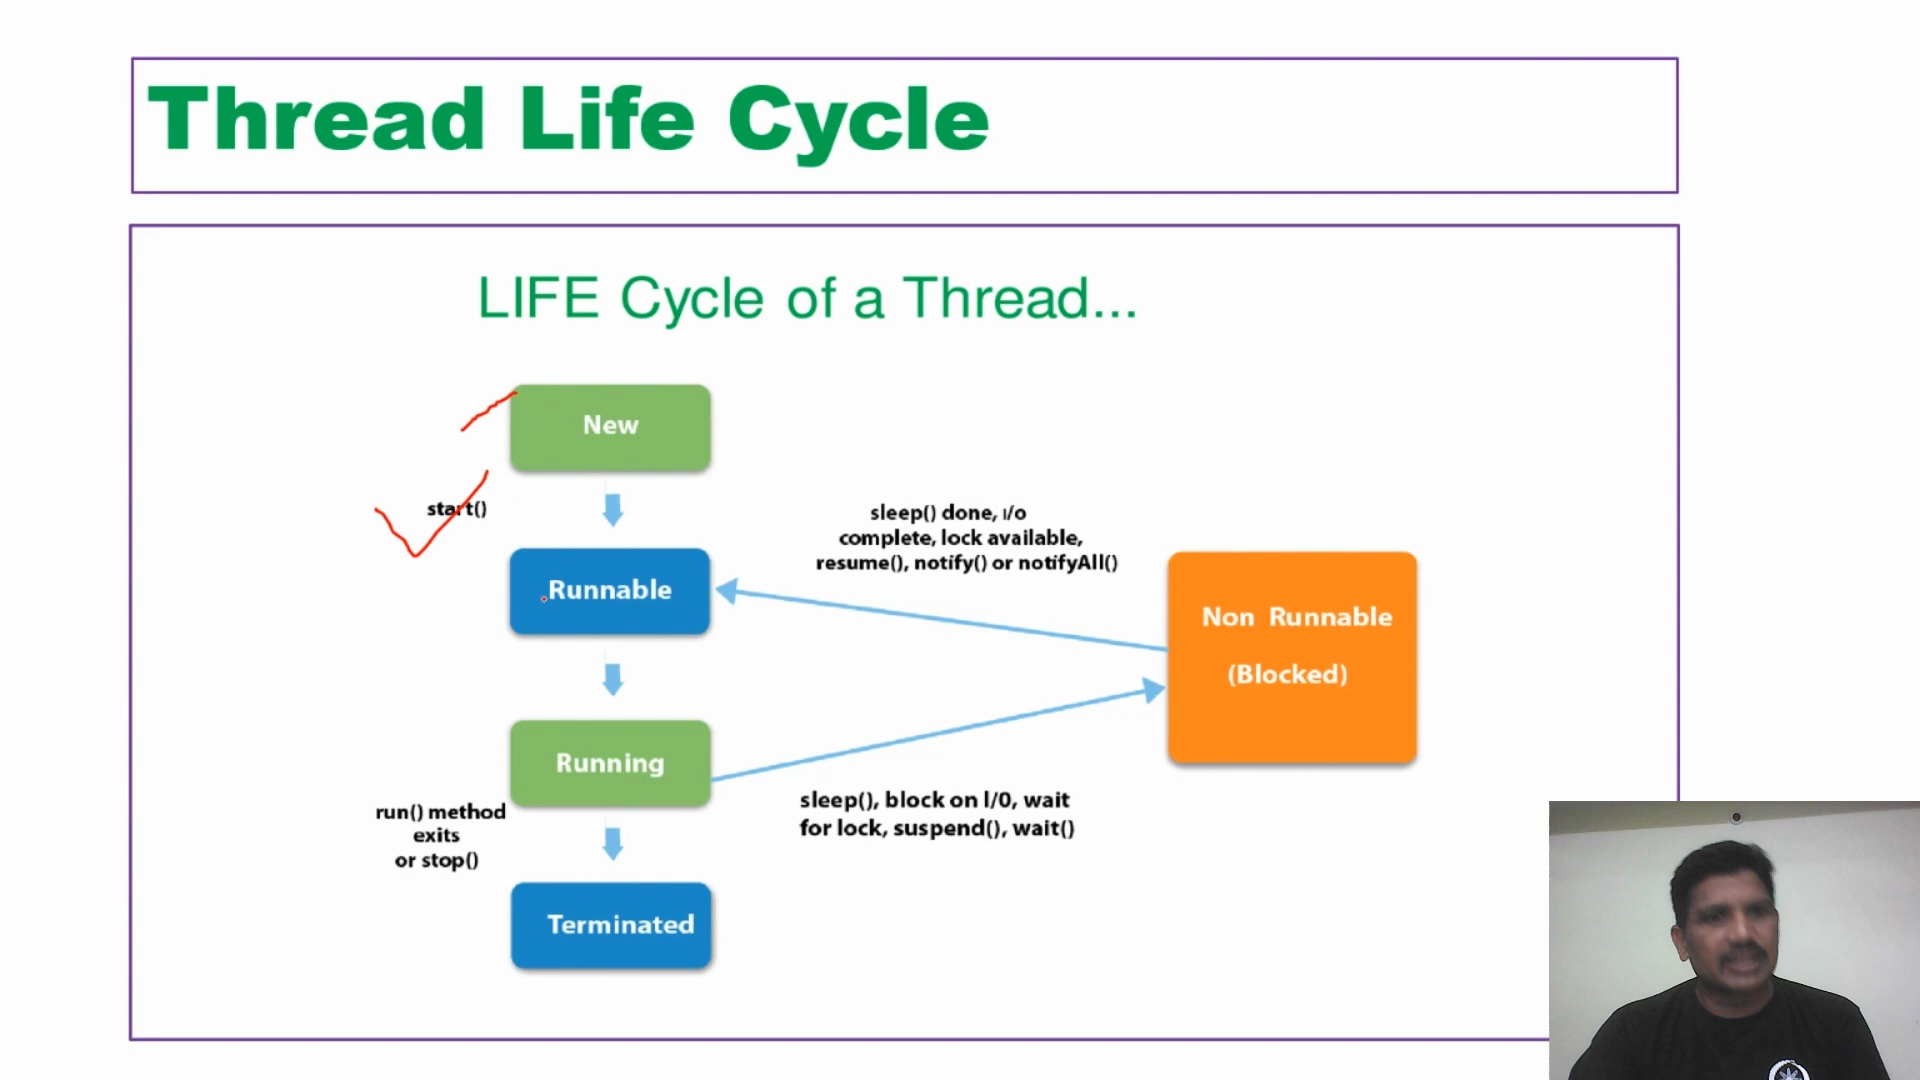 Thread Life Cycle
LIFE Cycle of a Thread...
New
start()
sleep() done, I/o
complete, lock available,
resume(), notify() or notifyAll()
Runnable
Non Runnable
(Blocked)
Running
run() method
exits
or stop()
sleep(), block on I/0, wait
for lock, suspend(), wait()
Terminated